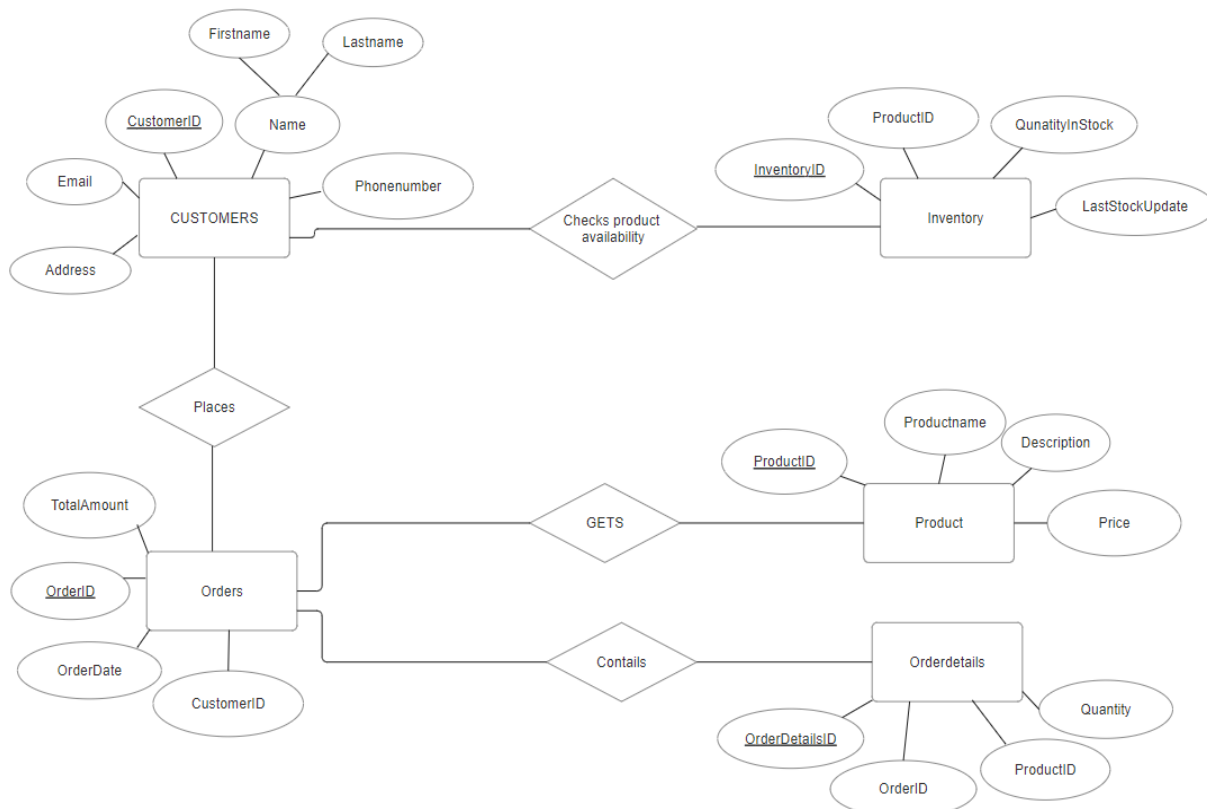 Firstname
Lastname
CustomerID
Name
Email
Phonenumber
CUSTOMERS
Address
ProductID
QunatityInStock
InventoryID
LastStockUpdate
Inventory
Checks product
availability
Places
Productname
Description
ProductID
Price
Product
GETS
TotalAmount
OrderID
Orders
OrderDate
CustomerID
Contails
Orderdetails
Quantity
OrderDetailsID
ProductID
OrderID